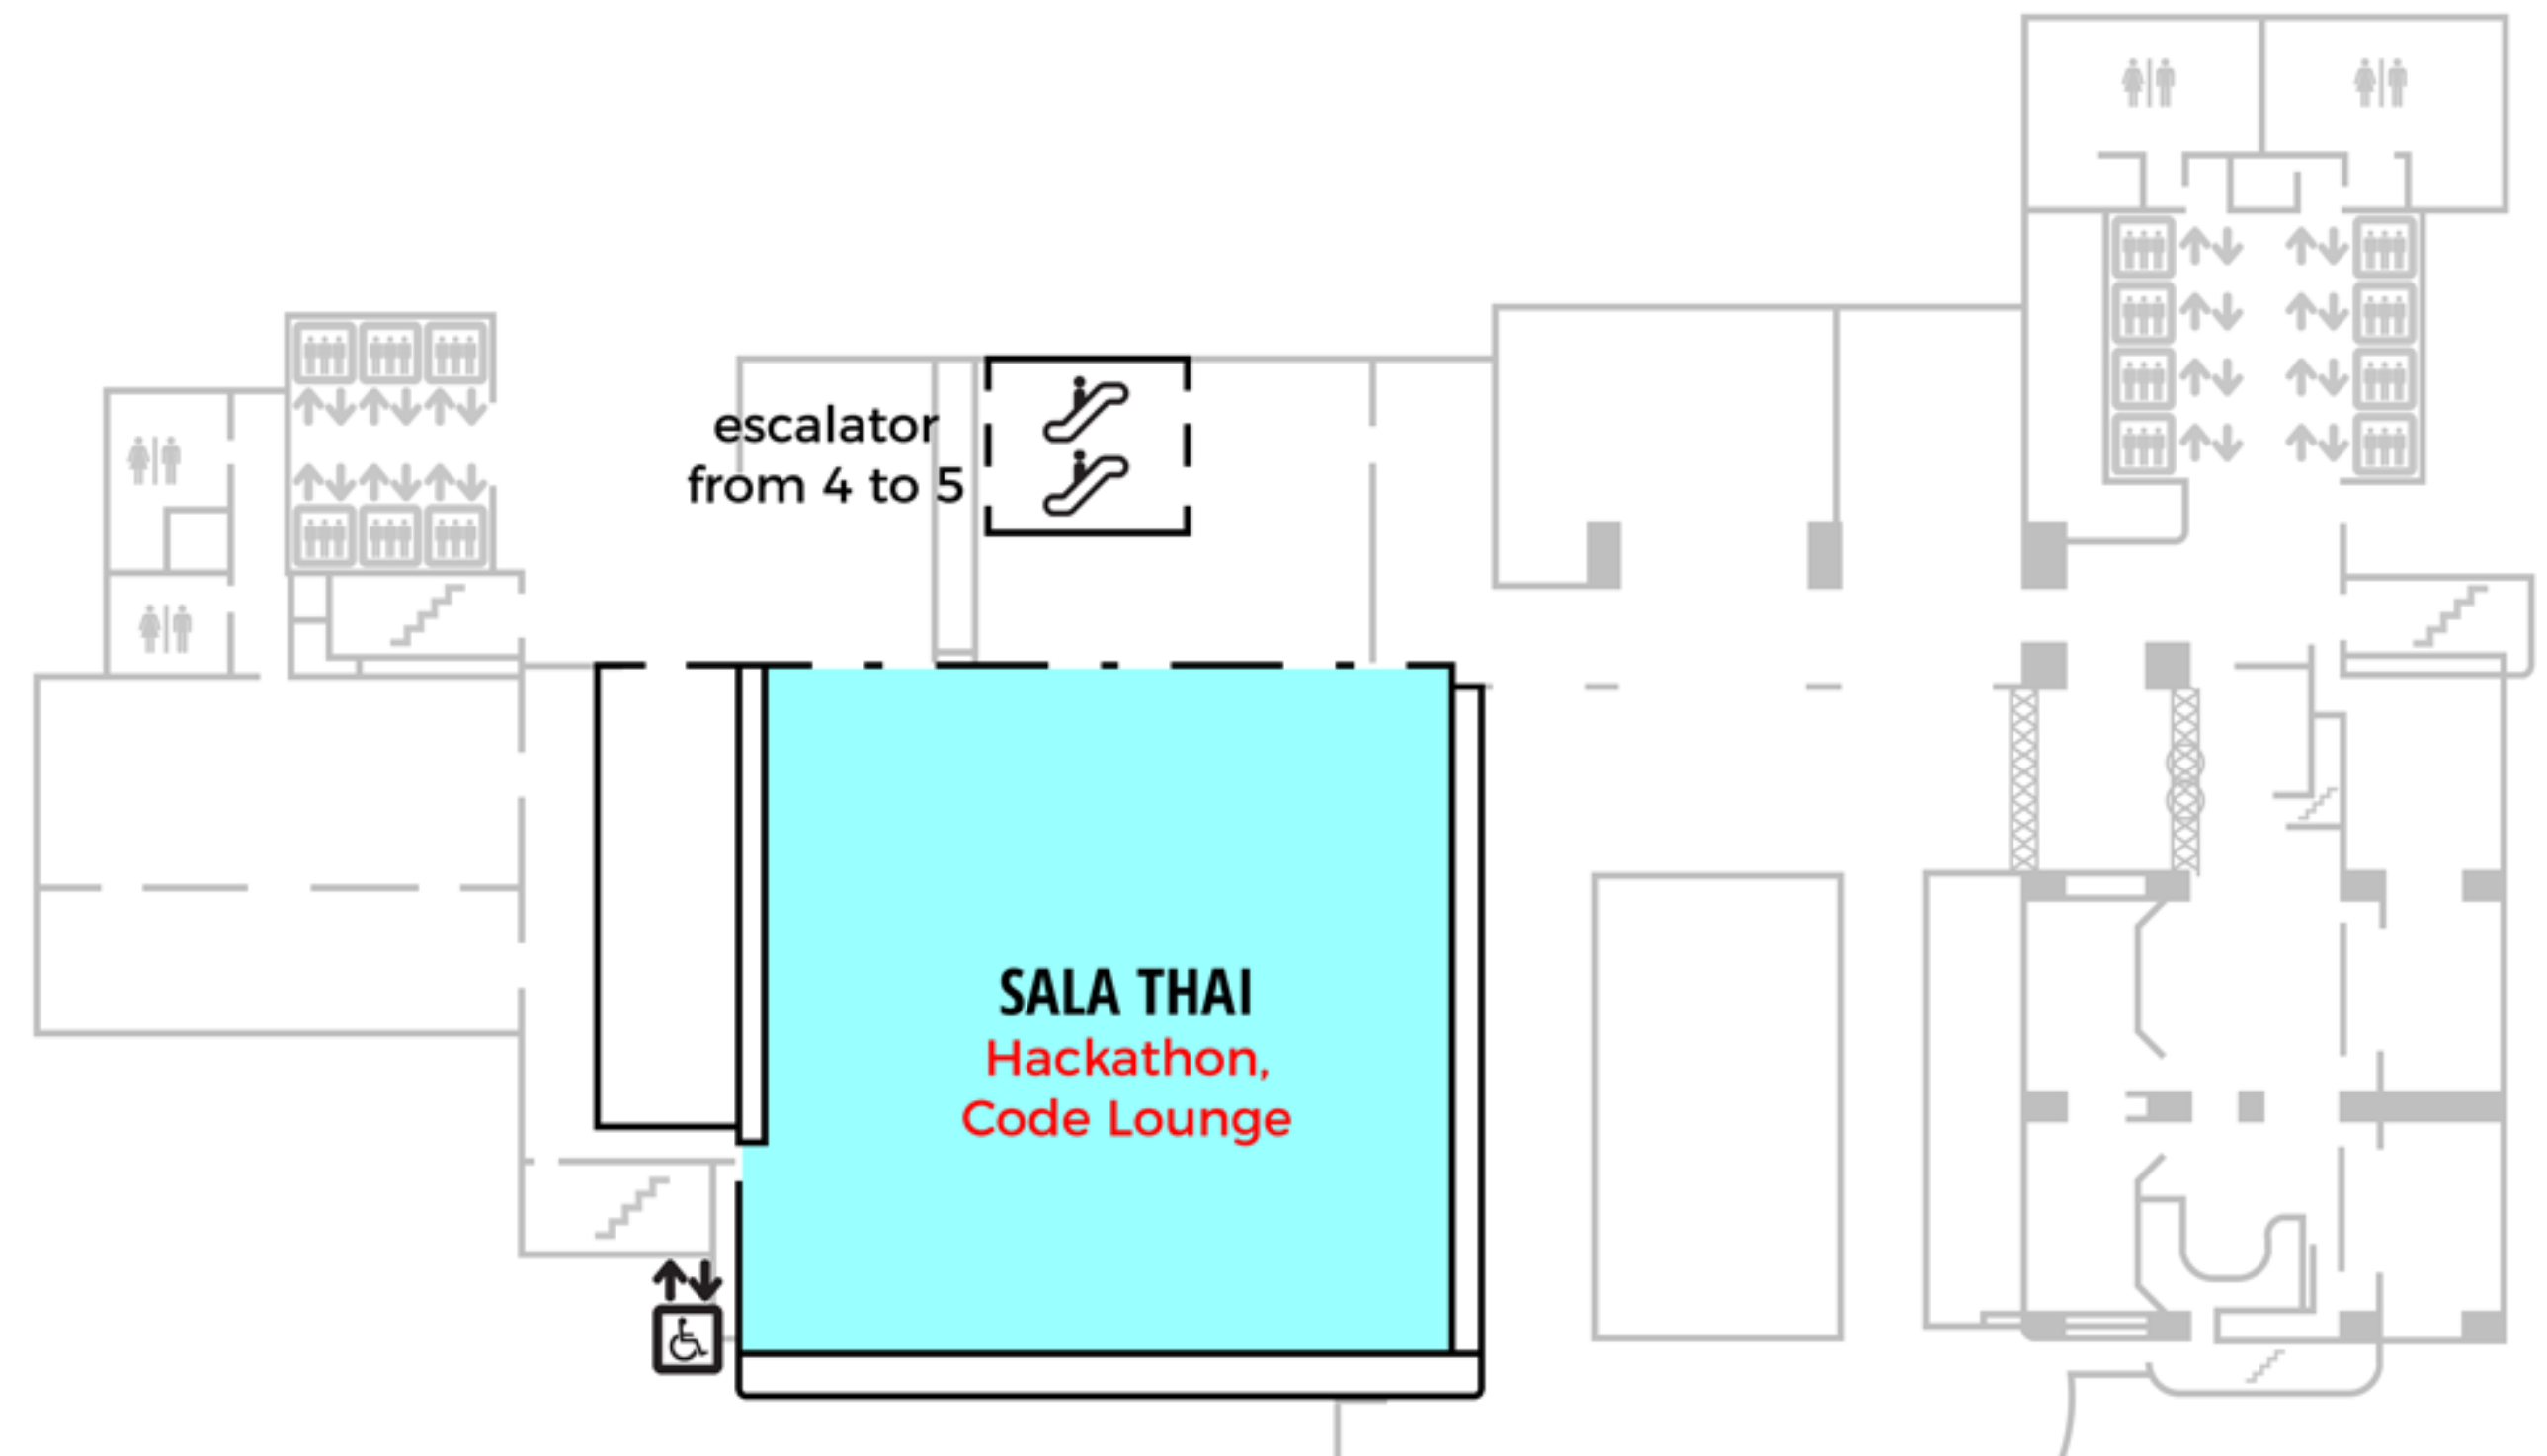 escalator
from 4 to 5
SALA THAI
Hackathon,
Code Lounge